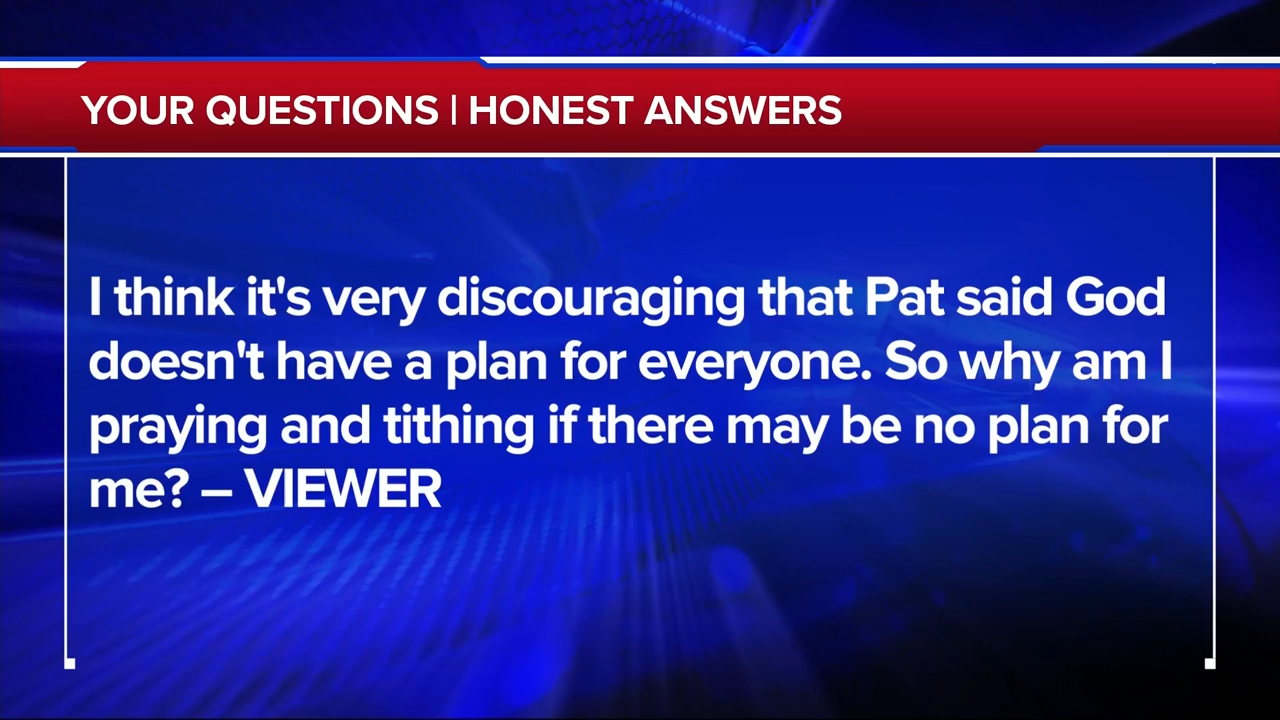 YOUR QUESTIONS | HONEST ANSWERS
I think it's very discouraging that Pat said God
doesn't have a plan for everyone. So why am I
praying and tithing if there may be no plan for
me? – VIEWER